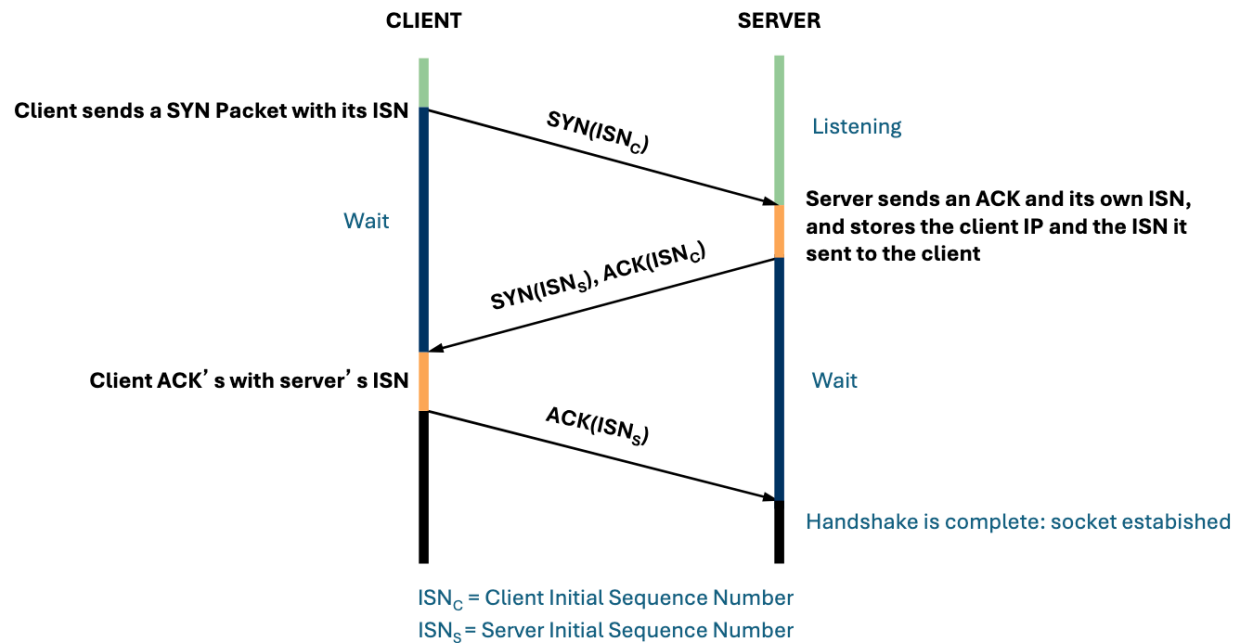 CLIENT
SERVER
Client sends a SYN Packet with its ISN
SYN(ISNC)
Listening
Server sends an ACK and its own ISN,
and stores the client IP and the ISN it
sent to the client
Wait
SYN(ISNS), ACK(ISNC)
Client ACK’ s with server’ s ISN
Wait
ACK(ISNS)
Handshake is complete: socket estabished
ISNC = Client Initial Sequence Number
ISNS = Server Initial Sequence Number